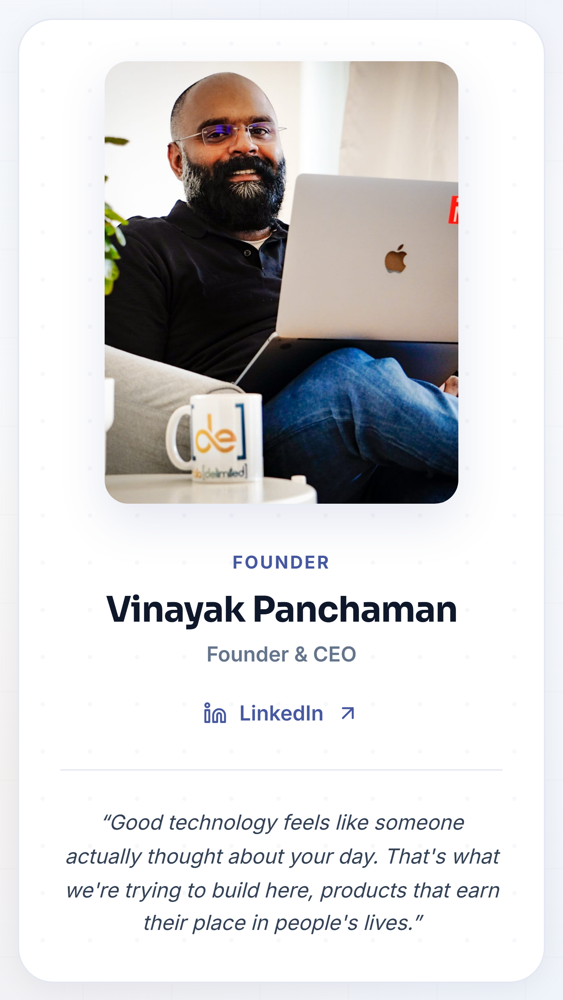 de
[delimited]
FOUNDER
Vinayak Panchaman
Founder & CEO
in LinkedIn
“Good technology feels like someone
actually thought about your day. That's what
we're trying to build here, products that earn
their place in people's lives.”